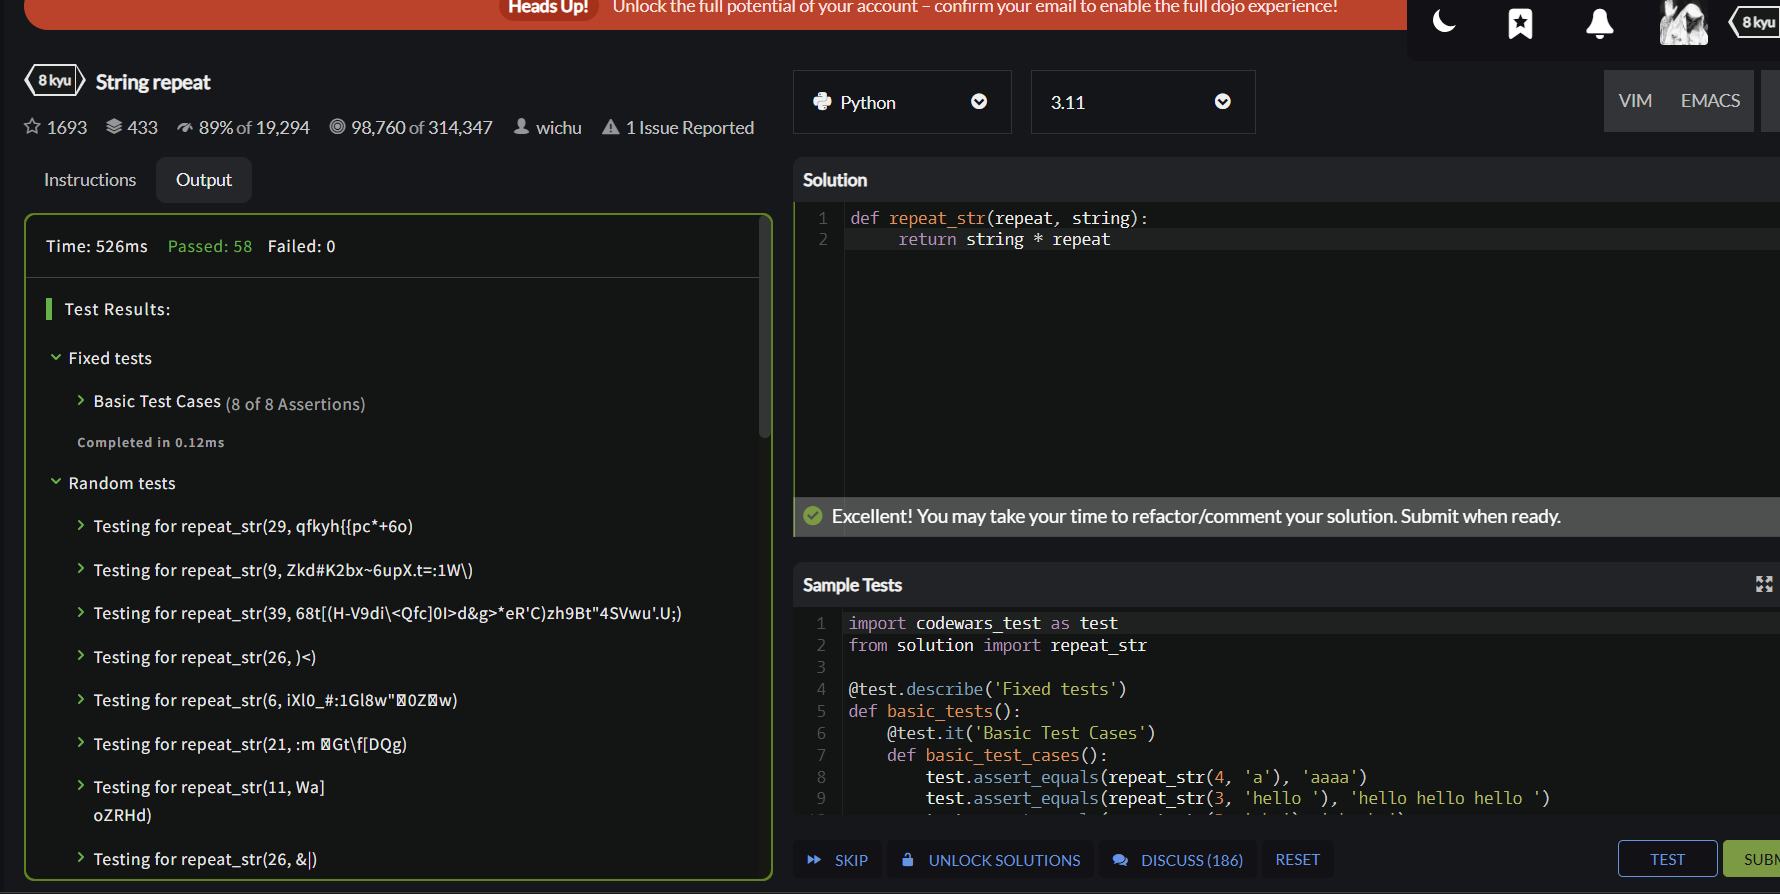 Heads Up! Unlock the full potential of your account – confirm your email to enable the full dojo experience!
8 kyu
8 kyu String repeat
1693 433 89% of 19,294 98,760 of 314,347 wichu 1 Issue Reported
Instructions Output
Time: 526ms Passed: 58 Failed: 0
Test Results:
Fixed tests
Basic Test Cases (8 of 8 Assertions)
Completed in 0.12ms
Random tests
Testing for repeat_str(29, qfkyh{{pc*+6o)
Testing for repeat_str(9, Zkd#K2bx~6upX.t=:1W\)
Testing for repeat_str(39, 68t[(H-V9di\<Qfc]0I>d&g>*eR'C)zh9Bt"4SVwu'.U;)
Testing for repeat_str(26, )<)
Testing for repeat_str(6, iXl0_#:1Gl8w"0Zw)
Testing for repeat_str(21, :m Gt\f[DQg)
Testing for repeat_str(11, Wa]
oZRHd)
Testing for repeat_str(26, &|)
Python 3.11 VIM EMACS
Solution
1 def repeat_str(repeat, string):
2 return string * repeat
Excellent! You may take your time to refactor/comment your solution. Submit when ready.
Sample Tests
1 import codewars_test as test
2 from solution import repeat_str
3
4 @test.describe('Fixed tests')
5 def basic_tests():
6 @test.it('Basic Test Cases')
7 def basic_test_cases():
8 test.assert_equals(repeat_str(4, 'a'), 'aaaa')
9 test.assert_equals(repeat_str(3, 'hello '), 'hello hello hello ')
SKIP UNLOCK SOLUTIONS DISCUSS (186) RESET TEST SUBM